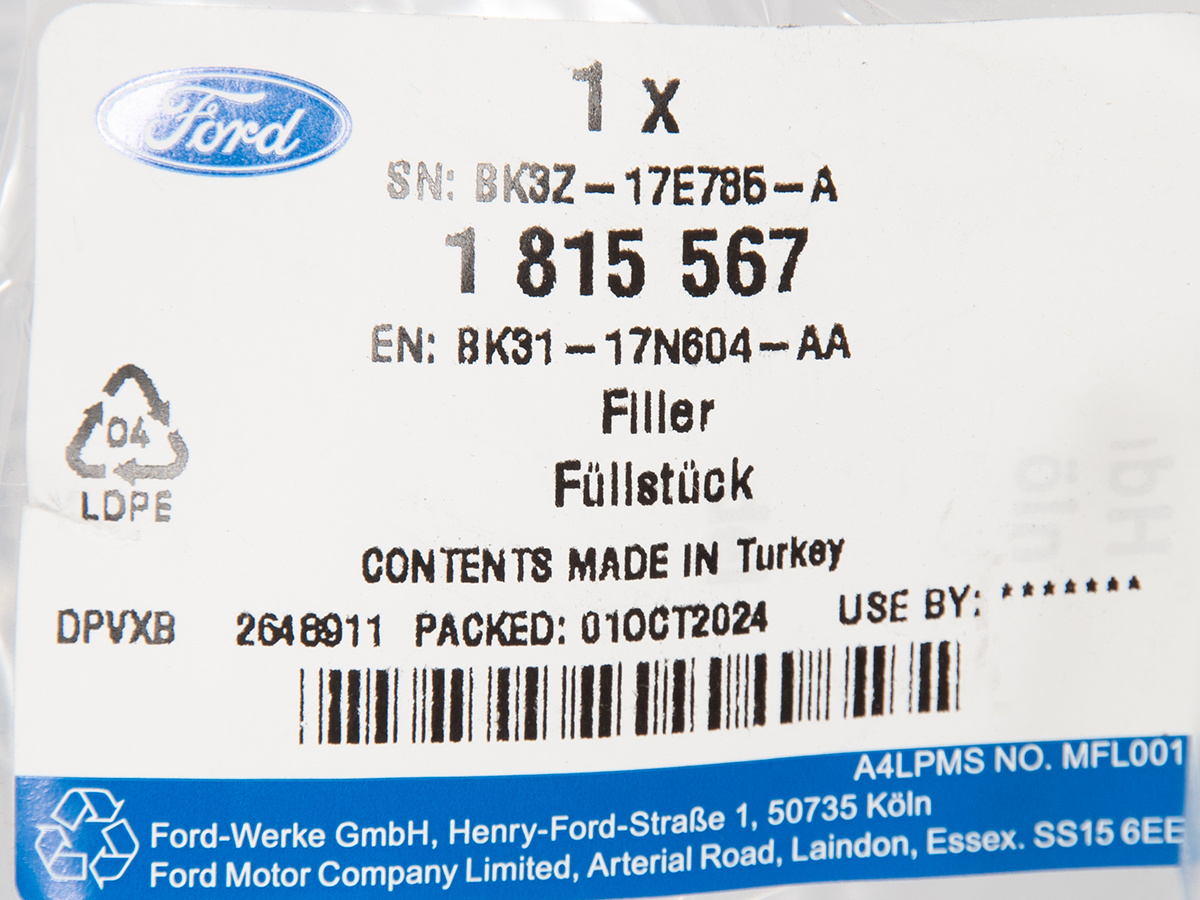 Ford
1 x
SN: BK3Z-17E786-A
1 815 567
EN: BK31-17N604-AA
Filler
Füllstück
04
LDPE
CONTENTS MADE IN Turkey
DPVXB 2648911 PACKED: 01OCT2024 USE BY: *******
A4LPMS NO. MFL001
Ford-Werke GmbH, Henry-Ford-Straße 1, 50735 Köln
Ford Motor Company Limited, Arterial Road, Laindon, Essex. SS15 6EE